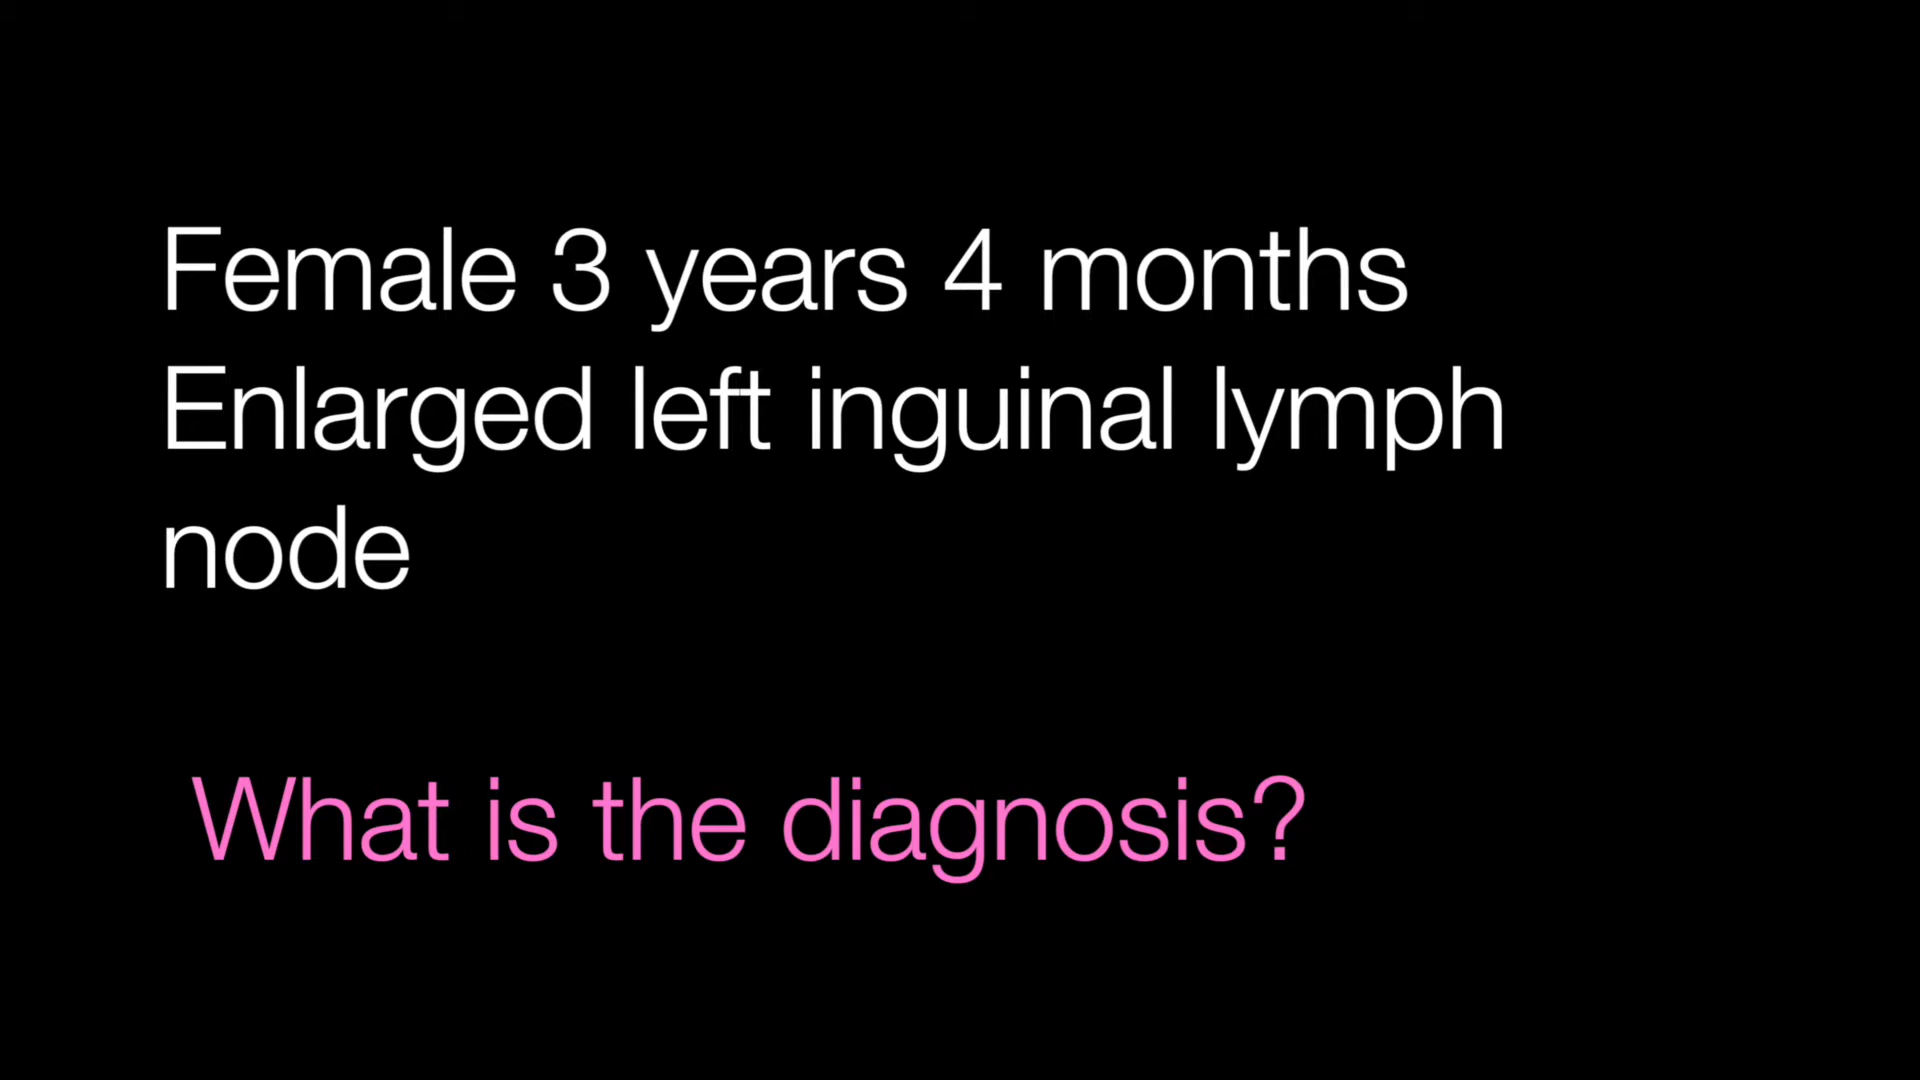 Female 3 years 4 months
Enlarged left inguinal lymph
node
What is the diagnosis?